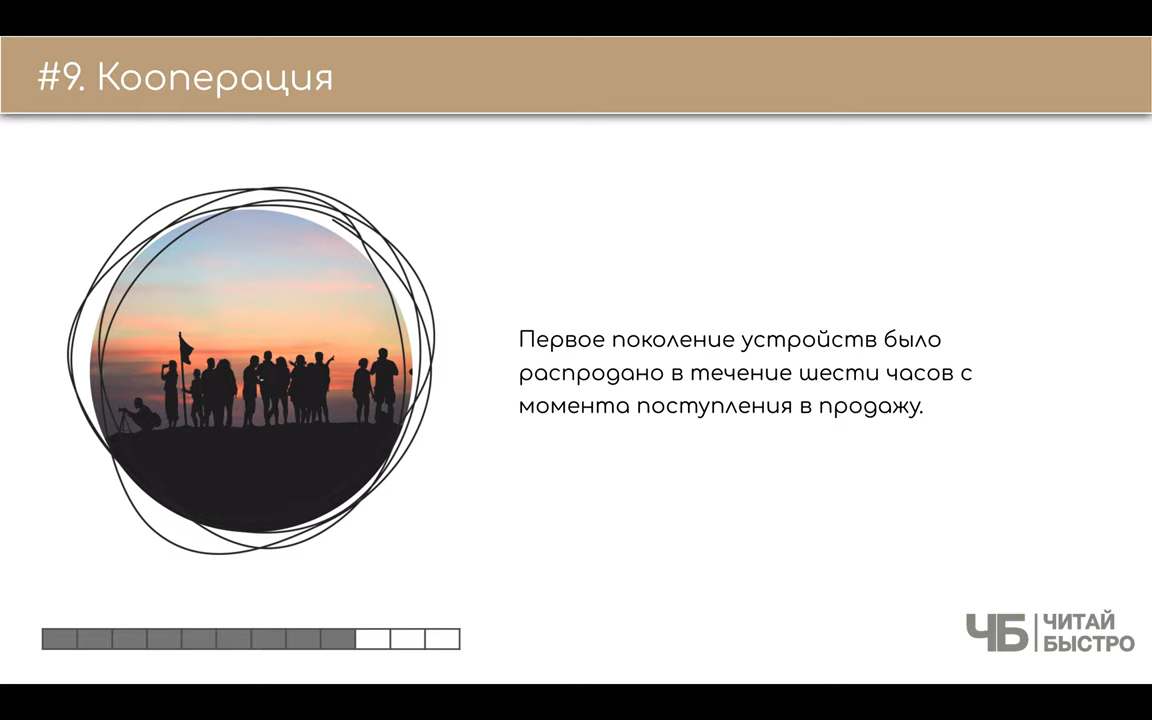 #9. Кооперация
Первое поколение устройств было
распродано в течение шести часов с
момента поступления в продажу.
ЧБ | ЧИТАЙ
БЫСТРО